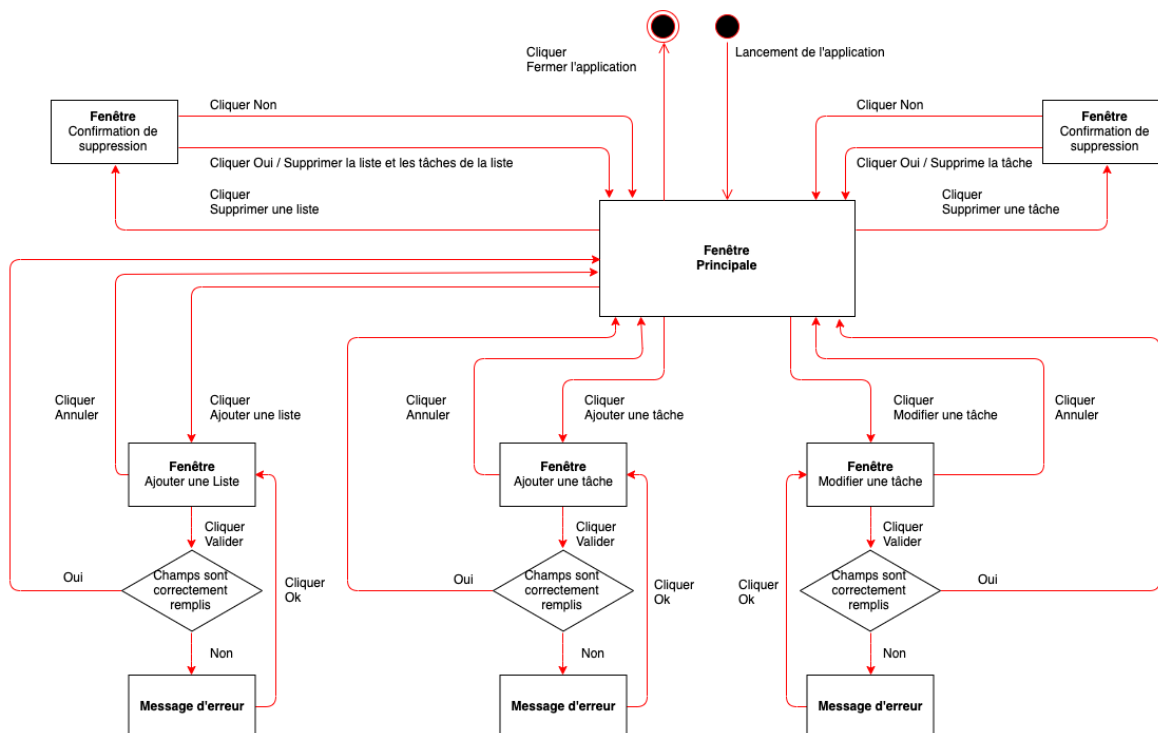 Cliquer
Fermer l'application
Lancement de l'application
Fenêtre
Confirmation de
suppression
Cliquer Non
Cliquer Oui / Supprimer la liste et les tâches de la liste
Cliquer
Supprimer une liste
Cliquer Non
Cliquer Oui / Supprime la tâche
Cliquer
Supprimer une tâche
Fenêtre
Confirmation de
suppression
Fenêtre
Principale
Cliquer
Annuler
Cliquer
Ajouter une liste
Cliquer
Annuler
Cliquer
Ajouter une tâche
Cliquer
Modifier une tâche
Cliquer
Annuler
Fenêtre
Ajouter une Liste
Fenêtre
Ajouter une tâche
Fenêtre
Modifier une tâche
Cliquer
Valider
Cliquer
Valider
Cliquer
Valider
Oui
Champs sont
correctement
remplis
Cliquer
Ok
Oui
Champs sont
correctement
remplis
Cliquer
Ok
Cliquer
Ok
Champs sont
correctement
remplis
Oui
Non
Non
Non
Message d'erreur
Message d'erreur
Message d'erreur